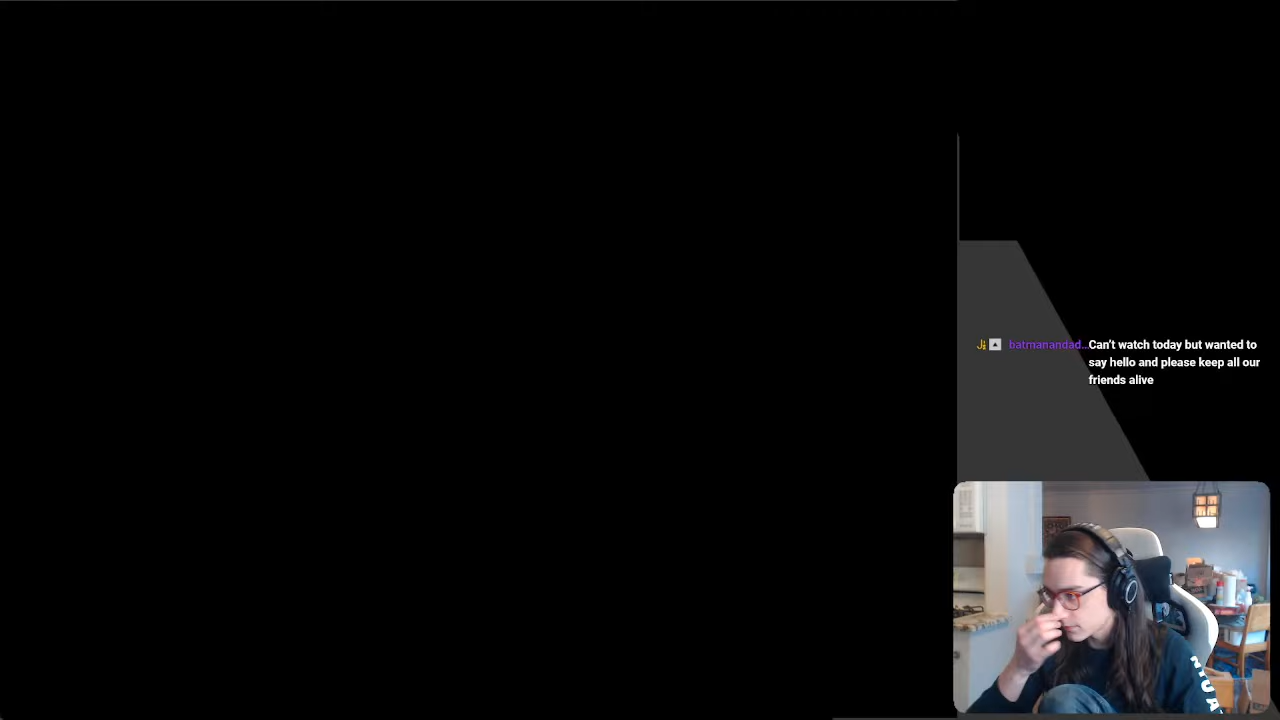 batmanandad... Can't watch today but wanted to
say hello and please keep all our
friends alive